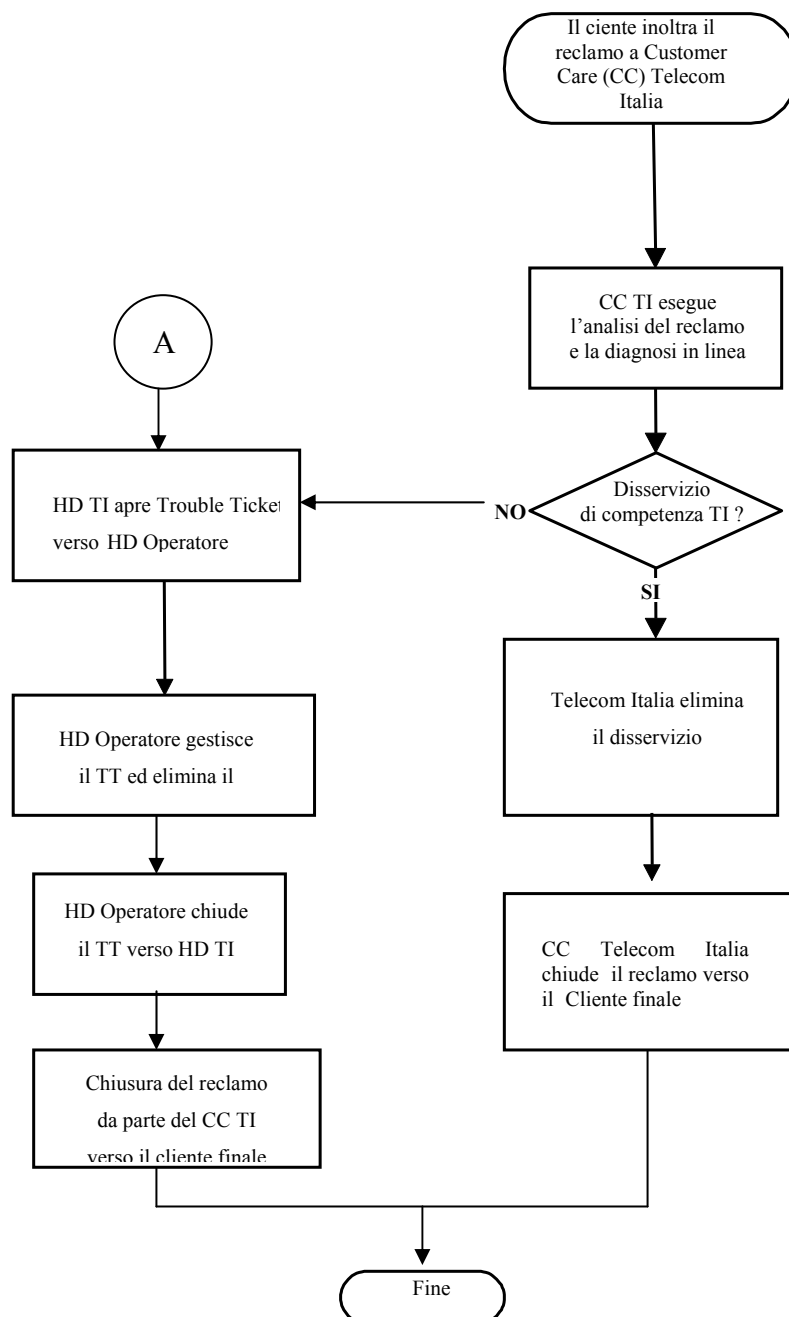 Il ciente inoltra il
reclamo a Customer
Care (CC) Telecom
Italia
CC TI esegue
l'analisi del reclamo
e la diagnosi in linea
A
Disservizio
di competenza TI ?
NO
SI
HD TI apre Trouble Ticket
verso HD Operatore
Telecom Italia elimina
il disservizio
HD Operatore gestisce
il TT ed elimina il
HD Operatore chiude
il TT verso HD TI
CC Telecom Italia
chiude il reclamo verso
il Cliente finale
Chiusura del reclamo
da parte del CC TI
verso il cliente finale
Fine